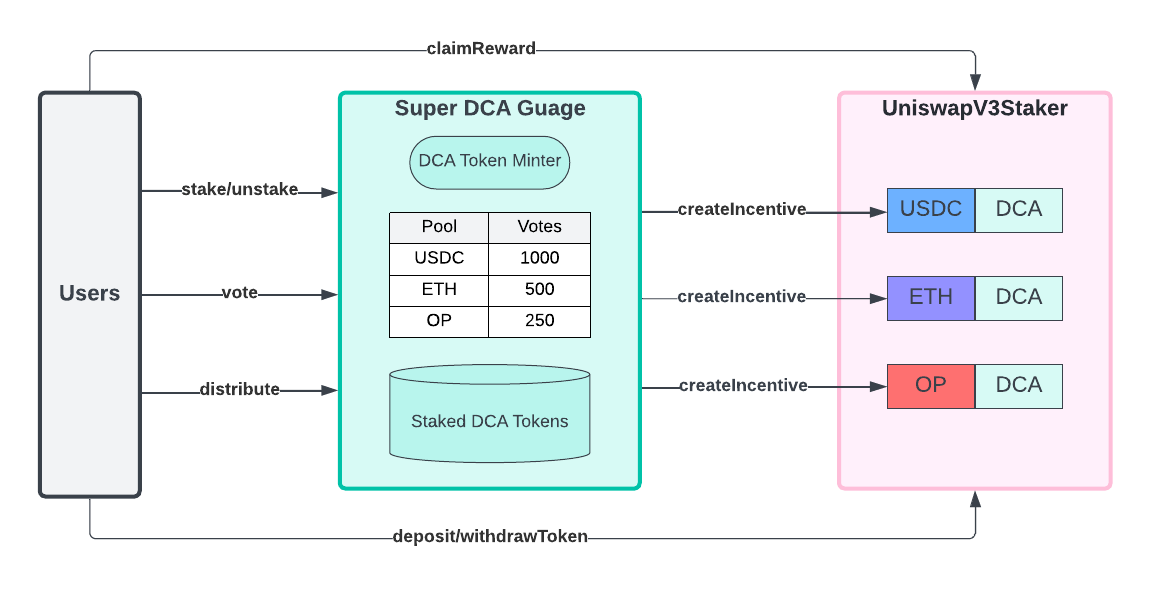 claimReward
Super DCA Guage
UniswapV3Staker
DCA Token Minter
stake/unstake
createIncentive
USDC DCA
Pool Votes
USDC 1000
ETH 500
OP 250
Users
vote
createIncentive
ETH DCA
distribute
createIncentive
OP DCA
Staked DCA Tokens
deposit/withdrawToken